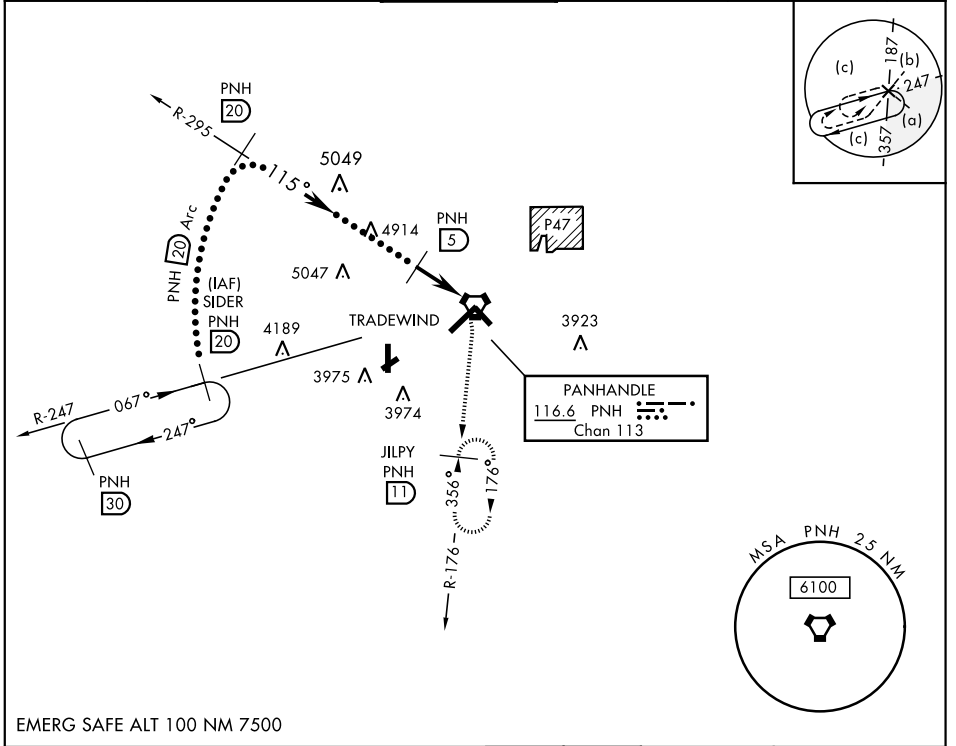 PNH
20
R-295
115°
5049
4914
PNH
5
P47
5047
PNH 20 Arc
(IAF)
SIDER
PNH
20
4189
TRADEWIND
3923
3975
3974
R-247
067°
247°
PNH
30
PANHANDLE
116.6 PNH
Chan 113
JILPY
PNH
11
356°
176°
R-176
187
(b)
(c)
247
(a)
(c)
357
MSA PNH 25 NM
6100
EMERG SAFE ALT 100 NM 7500